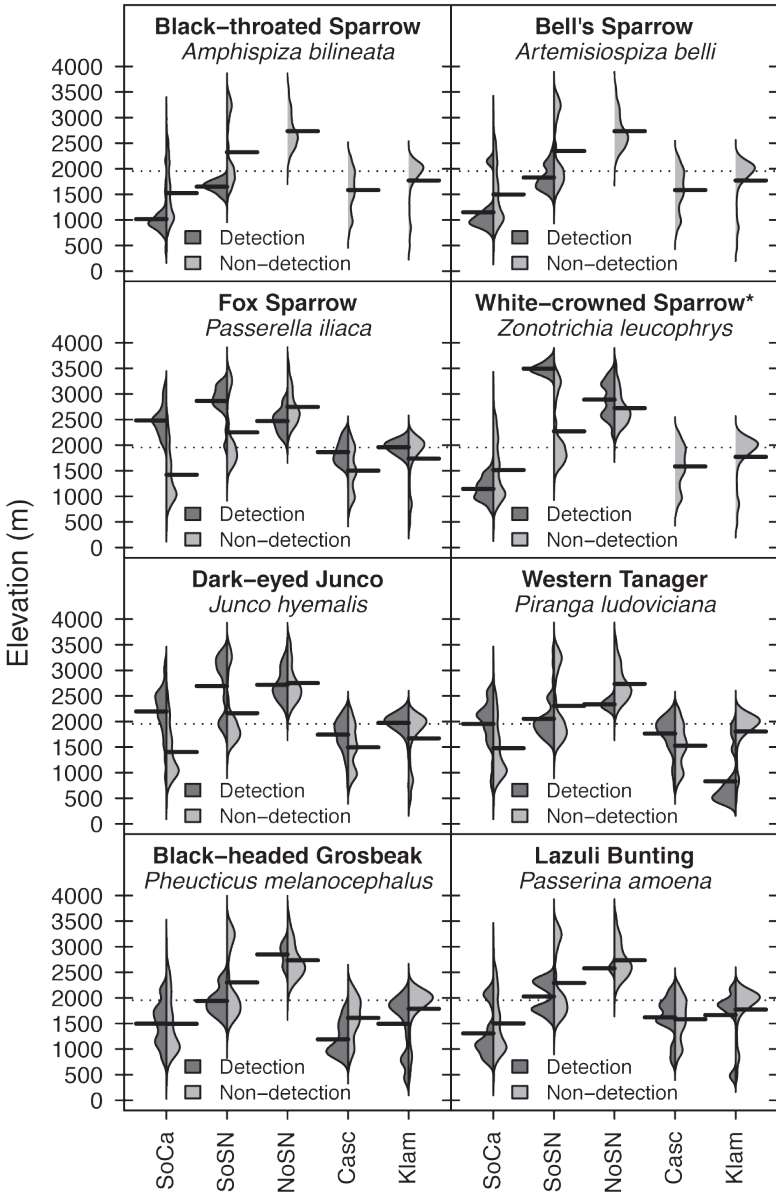 Elevation (m)
Black−throated Sparrow
Amphispiza bilineata
4000
3500
3000
2500
2000
1500
1000
500
0
Detection
Non−detection
Bell's Sparrow
Artemisiospiza belli
Detection
Non−detection
Fox Sparrow
Passerella iliaca
4000
3500
3000
2500
2000
1500
1000
500
0
Detection
Non−detection
White−crowned Sparrow*
Zonotrichia leucophrys
Detection
Non−detection
Dark−eyed Junco
Junco hyemalis
4000
3500
3000
2500
2000
1500
1000
500
0
Detection
Non−detection
Western Tanager
Piranga ludoviciana
Detection
Non−detection
Black−headed Grosbeak
Pheucticus melanocephalus
4000
3500
3000
2500
2000
1500
1000
500
0
Detection
Non−detection
Lazuli Bunting
Passerina amoena
Detection
Non−detection
SoCa
SoSN
NoSN
Casc
Klam
SoCa
SoSN
NoSN
Casc
Klam